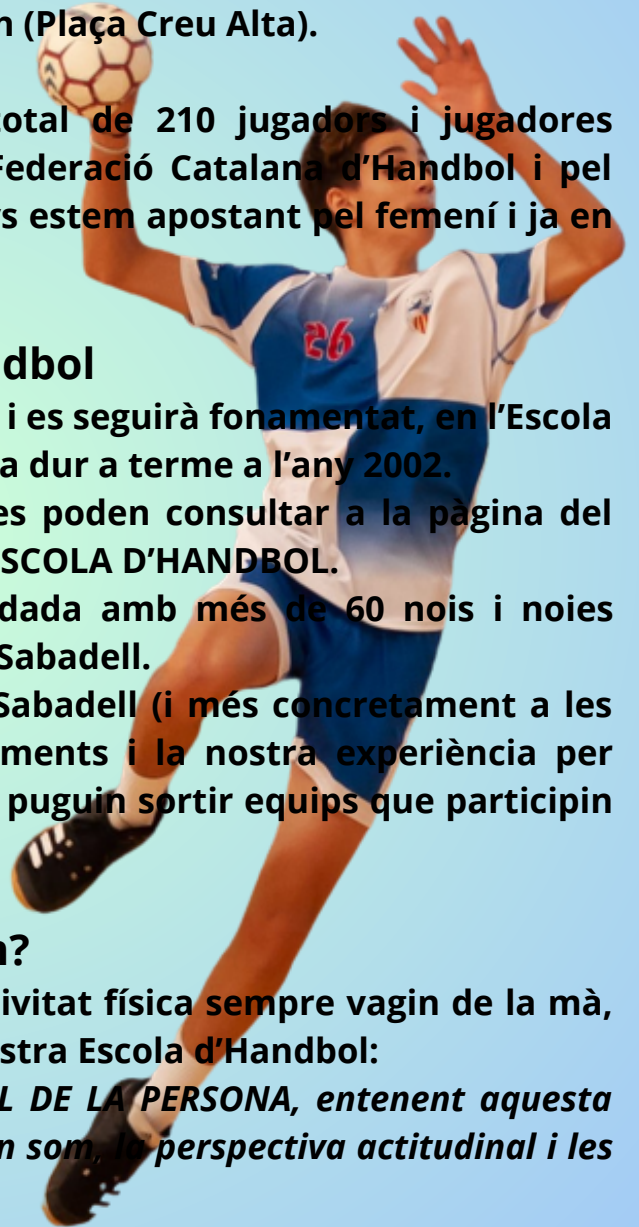 n (Plaça Creu Alta).
total de 210 jugadors i jugadores
Federació Catalana d'Handbol i pel
s estem apostant pel femení i ja en
26
dbol
i es seguirà fonamentat, en l'Escola
a dur a terme a l'any 2002.
es poden consultar a la pàgina del
SCOLA D'HANDBOL.
dada amb més de 60 nois i noies
Sabadell.
Sabadell (i més concretament a les
ments i la nostra experiència per
puguin sortir equips que participin
n?
ivitat física sempre vagin de la mà,
stra Escola d'Handbol:
L DE LA PERSONA, entenent aquesta
n som, la perspectiva actitudinal i les